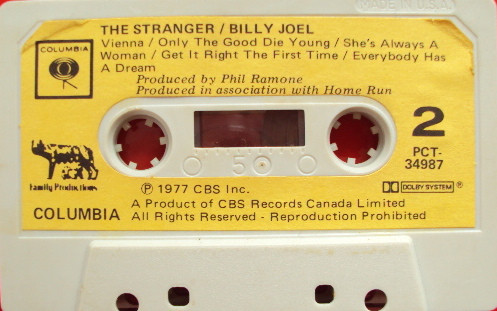 MADE IN U.S.A.
THE STRANGER / BILLY JOEL
Vienna / Only The Good Die Young / She's Always A
Woman / Get It Right The First Time / Everybody Has
A Dream
Produced by Phil Ramone
Produced in association with Home Run
COLUMBIA
2
PCT-
34987
50
Family Productions
℗ 1977 CBS Inc.
DOLBY SYSTEM ®
COLUMBIA
A Product of CBS Records Canada Limited
All Rights Reserved - Reproduction Prohibited